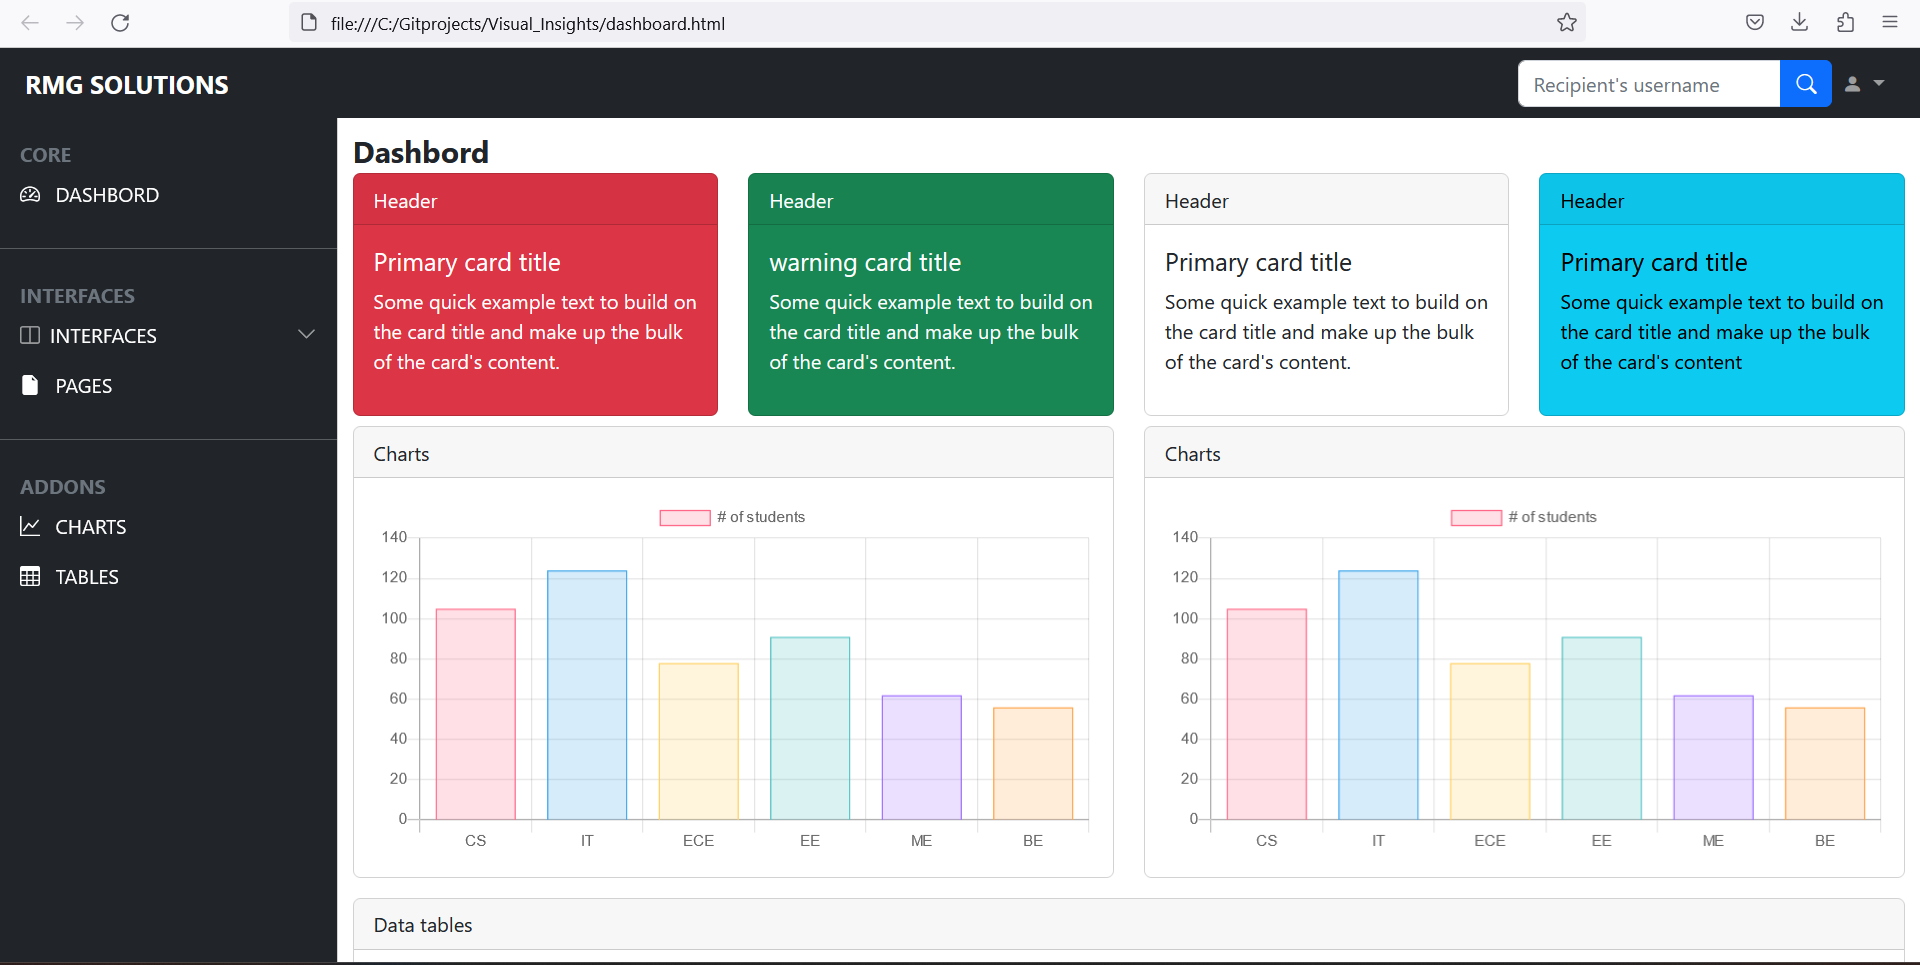 file:///C:/Gitprojects/Visual_Insights/dashboard.html
RMG SOLUTIONS
Recipient's username
CORE
DASHBORD
INTERFACES
INTERFACES
PAGES
ADDONS
CHARTS
TABLES
Dashbord
Header
Primary card title
Some quick example text to build on
the card title and make up the bulk
of the card's content.
Header
warning card title
Some quick example text to build on
the card title and make up the bulk
of the card's content.
Header
Primary card title
Some quick example text to build on
the card title and make up the bulk
of the card's content.
Header
Primary card title
Some quick example text to build on
the card title and make up the bulk
of the card's content
Charts
# of students
140
120
100
80
60
40
20
0
CS IT ECE EE ME BE
Charts
# of students
140
120
100
80
60
40
20
0
CS IT ECE EE ME BE
Data tables